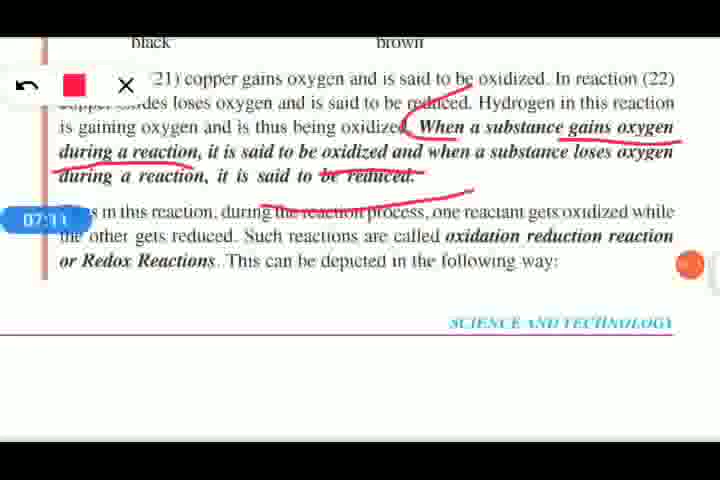 black brown
21) copper gains oxygen and is said to be oxidized. In reaction (22)
loses oxygen and is said to be reduced. Hydrogen in this reaction
is gaining oxygen and is thus being oxidized. When a substance gains oxygen
during a reaction, it is said to be oxidized and when a substance loses oxygen
during a reaction, it is said to be reduced.
07:11
in this reaction, during the reaction process, one reactant gets oxidized while
the other gets reduced. Such reactions are called oxidation reduction reaction
or Redox Reactions. This can be depicted in the following way:
SCIENCE AND TECHNOLOGY